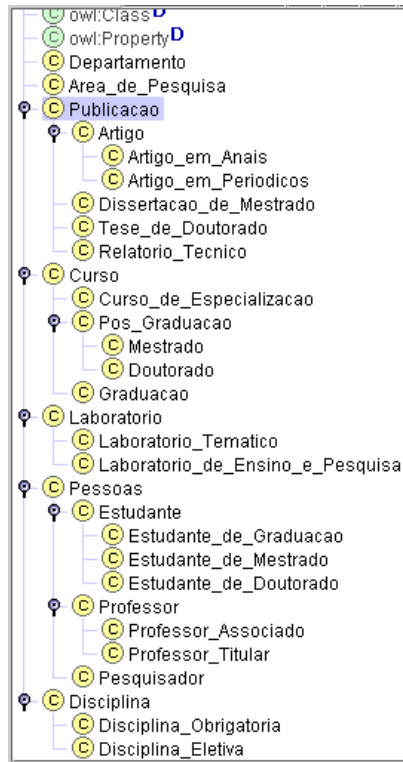 owl:Class D
owl:Property D
C Departamento
C Area_de_Pesquisa
C Publicacao
C Artigo
C Artigo_em_Anais
C Artigo_em_Periodicos
C Dissertacao_de_Mestrado
C Tese_de_Doutorado
C Relatorio_Tecnico
C Curso
C Curso_de_Especializacao
C Pos_Graduacao
C Mestrado
C Doutorado
C Graduacao
C Laboratorio
C Laboratorio_Tematico
C Laboratorio_de_Ensino_e_Pesquisa
C Pessoas
C Estudante
C Estudante_de_Graduacao
C Estudante_de_Mestrado
C Estudante_de_Doutorado
C Professor
C Professor_Associado
C Professor_Titular
C Pesquisador
C Disciplina
C Disciplina_Obrigatoria
C Disciplina_Eletiva